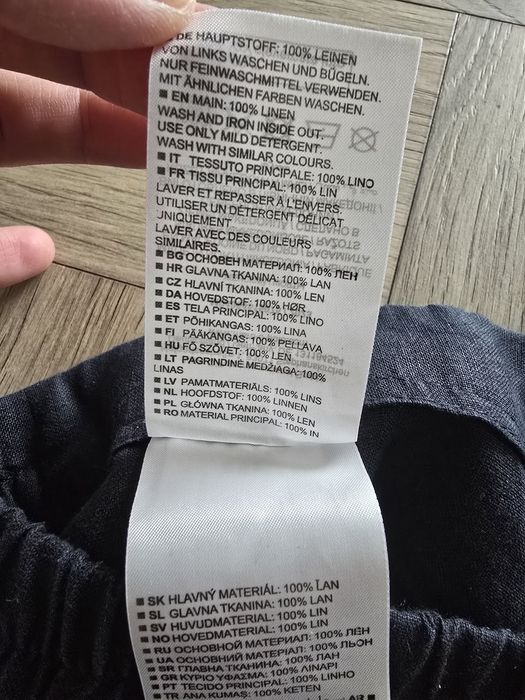 ■ DE HAUPTSTOFF: 100% LEINEN
VON LINKS WASCHEN UND BÜGELN.
NUR FEINWASCHMITTEL VERWENDEN.
MIT ÄHNLICHEN FARBEN WASCHEN.
■ EN MAIN: 100% LINEN
WASH AND IRON INSIDE OUT.
USE ONLY MILD DETERGENT.
WASH WITH SIMILAR COLOURS.
■ IT TESSUTO PRINCIPALE: 100% LINO
■ FR TISSU PRINCIPAL: 100% LIN
LAVER ET REPASSER À L'ENVERS.
UTILISER UN DÉTERGENT DÉLICAT
UNIQUEMENT
LAVER AVEC DES COULEURS
SIMILAIRES.
■ BG ОСНОВЕН МАТЕРИАЛ: 100% ЛЕН
■ HR GLAVNA TKANINA: 100% LAN
■ CZ HLAVNÍ TKANINA: 100% LEN
■ DA HOVEDSTOF: 100% HØR
■ ES TELA PRINCIPAL: 100% LINO
■ ET PÕHIKANGAS: 100% LINA
■ FI PÄÄKANGAS: 100% PELLAVA
■ HU FŐ SZÖVET: 100% LEN
■ LT PAGRINDINĖ MEDŽIAGA: 100%
LINAS
■ LV PAMATMATERIĀLS: 100% LINS
■ NL HOOFDSTOF: 100% LINNEN
■ PL GŁÓWNA TKANINA: 100% LEN
■ RO MATERIAL PRINCIPAL: 100% IN
■ SK HLAVNÝ MATERIÁL: 100% ĽAN
■ SL GLAVNA TKANINA: 100% LAN
■ SV HUVUDMATERIAL: 100% LIN
■ NO HOVEDMATERIAL: 100% LIN
■ RU ОСНОВНОЙ МАТЕРИАЛ: 100% ЛЕН
■ UA ОСНОВНИЙ МАТЕРІАЛ: 100% ЛЬОН
■ SR ГЛАВНА ТКАНИНА: 100% ЛАН
■ GR ΚΥΡΙΟ ΥΦΑΣΜΑ: 100% ΛΙΝΑΡΙ
■ PT TECIDO PRINCIPAL: 100% LINHO
■ TR ANA KUMAŞ: 100% KETEN